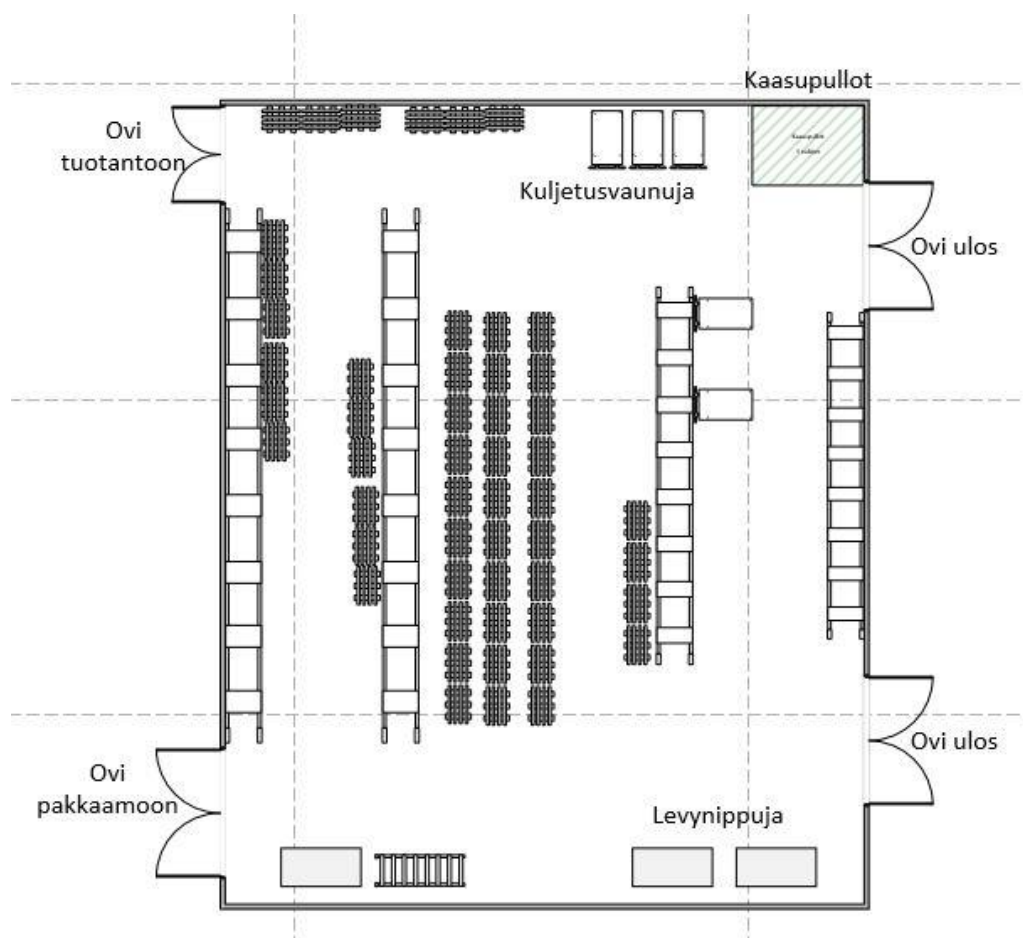 Kaasupullot
Ovi
tuotantoon
Kuljetusvaunuja
Ovi ulos
Ovi ulos
Ovi
pakkaamoon
Levynippuja